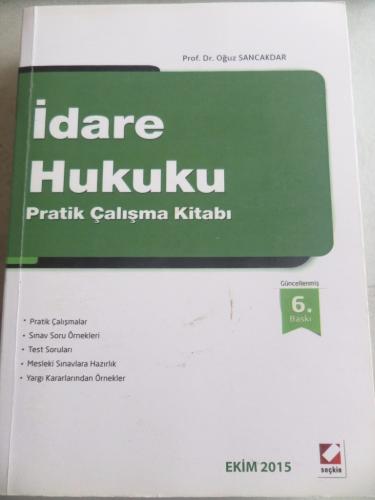 Prof. Dr. Oğuz SANCAKDAR
İdare
Hukuku
Pratik Çalışma Kitabı
Güncellenmiş
6.
Baskı
• Pratik Çalışmalar
• Sınav Soru Örnekleri
• Test Soruları
• Mesleki Sınavlara Hazırlık
• Yargı Kararlarından Örnekler
EKİM 2015
seçkin